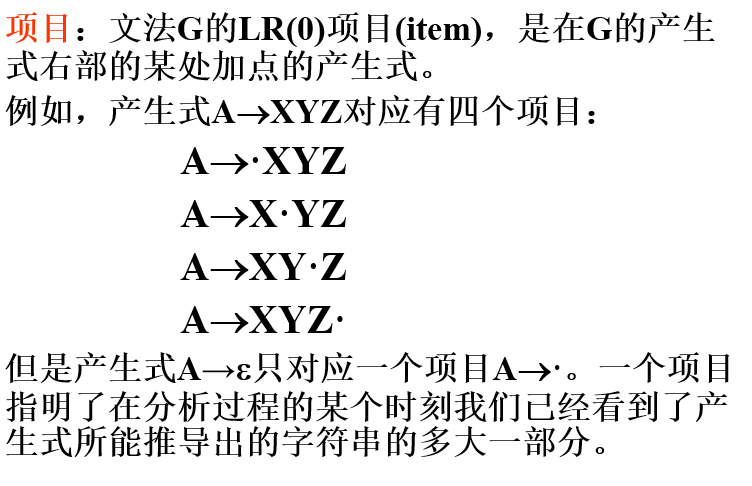 项目：文法G的LR(0)项目(item)，是在G的产生
式右部的某处加点的产生式。
例如，产生式A→XYZ对应有四个项目：
A→·XYZ
A→X·YZ
A→XY·Z
A→XYZ·
但是产生式A→ε只对应一个项目A→·。一个项目
指明了在分析过程的某个时刻我们已经看到了产
生式所能推导出的字符串的多大一部分。